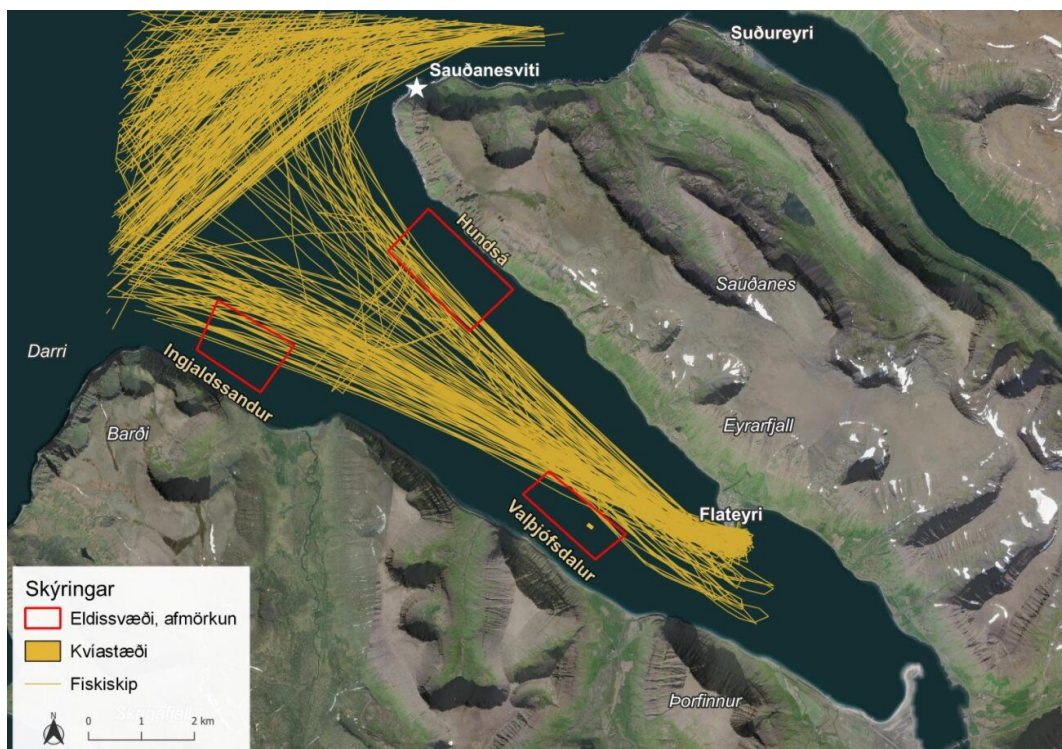 Suðureyri
Sauðanesviti
Hundsá
Sauðanes
Darri
Ingjaldssandur
Barði
Eyrarfjall
Flateyri
Valþjófsdalur
Skýringar
Eldissvæði, afmörkun
Kvíastæði
Fiskiskip
Þorfinnur
N
0 1 2 km